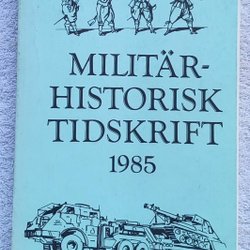 MILITÄR-
HISTORISK
TIDSKRIFT
1985